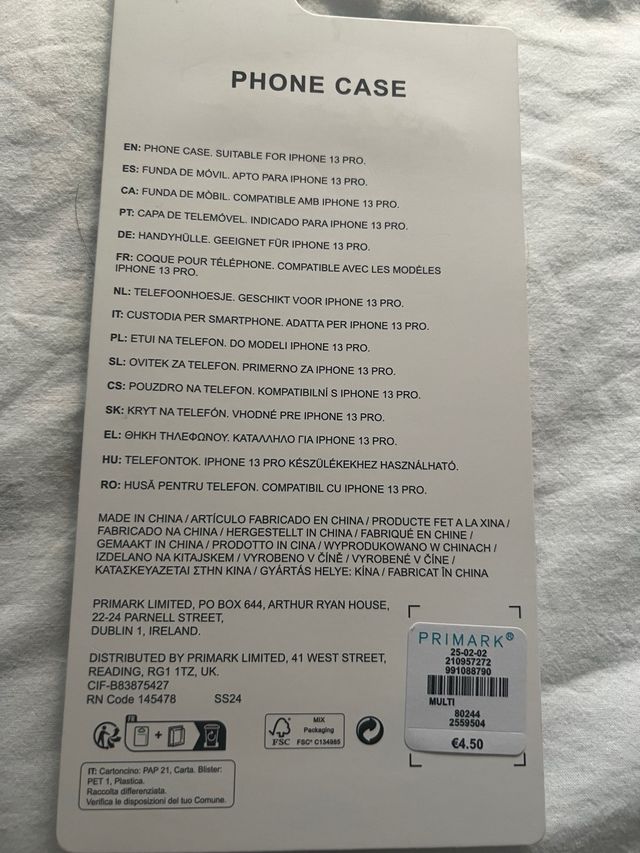 PHONE CASE
EN: PHONE CASE. SUITABLE FOR IPHONE 13 PRO.
ES: FUNDA DE MÓVIL. APTO PARA IPHONE 13 PRO.
CA: FUNDA DE MÒBIL. COMPATIBLE AMB IPHONE 13 PRO.
PT: CAPA DE TELEMÓVEL. INDICADO PARA IPHONE 13 PRO.
DE: HANDYHÜLLE. GEEIGNET FÜR IPHONE 13 PRO.
FR: COQUE POUR TÉLÉPHONE. COMPATIBLE AVEC LES MODÈLES
IPHONE 13 PRO.
NL: TELEFOONHOESJE. GESCHIKT VOOR IPHONE 13 PRO.
IT: CUSTODIA PER SMARTPHONE. ADATTA PER IPHONE 13 PRO.
PL: ETUI NA TELEFON. DO MODELI IPHONE 13 PRO.
SL: OVITEK ZA TELEFON. PRIMERNO ZA IPHONE 13 PRO.
CS: POUZDRO NA TELEFON. KOMPATIBILNÍ S IPHONE 13 PRO.
SK: KRYT NA TELEFÓN. VHODNÉ PRE IPHONE 13 PRO.
EL: ΘΗΚΗ ΤΗΛΕΦΩΝΟΥ. ΚΑΤΑΛΛΗΛΟ ΓΙΑ IPHONE 13 PRO.
HU: TELEFONTOK. IPHONE 13 PRO KÉSZÜLÉKEKHEZ HASZNÁLHATÓ.
RO: HUSĂ PENTRU TELEFON. COMPATIBIL CU IPHONE 13 PRO.
MADE IN CHINA / ARTÍCULO FABRICADO EN CHINA / PRODUCTE FET A LA XINA /
FABRICADO NA CHINA / HERGESTELLT IN CHINA / FABRIQUÉ EN CHINE /
GEMAAKT IN CHINA / PRODOTTO IN CINA / WYPRODUKOWANO W CHINACH /
IZDELANO NA KITAJSKEM / VYROBENO V ČÍNĚ / VYROBENÉ V ČÍNE /
ΚΑΤΑΣΚΕΥΑΖΕΤΑΙ ΣΤΗΝ ΚΙΝΑ / GYÁRTÁS HELYE: KÍNA / FABRICAT ÎN CHINA
PRIMARK LIMITED, PO BOX 644, ARTHUR RYAN HOUSE,
22-24 PARNELL STREET,
DUBLIN 1, IRELAND.
DISTRIBUTED BY PRIMARK LIMITED, 41 WEST STREET,
READING, RG1 1TZ, UK.
CIF-B83875427
RN Code 145478 SS24
FR
+
FSC
MIX
Packaging
FSC® C134985
IT: Cartoncino: PAP 21, Carta. Blister:
PET 1, Plastica.
Raccolta differenziata.
Verifica le disposizioni del tuo Comune.
PRIMARK®
25-02-02
210957272
991088790
MULTI
80244
2559504
€4.50